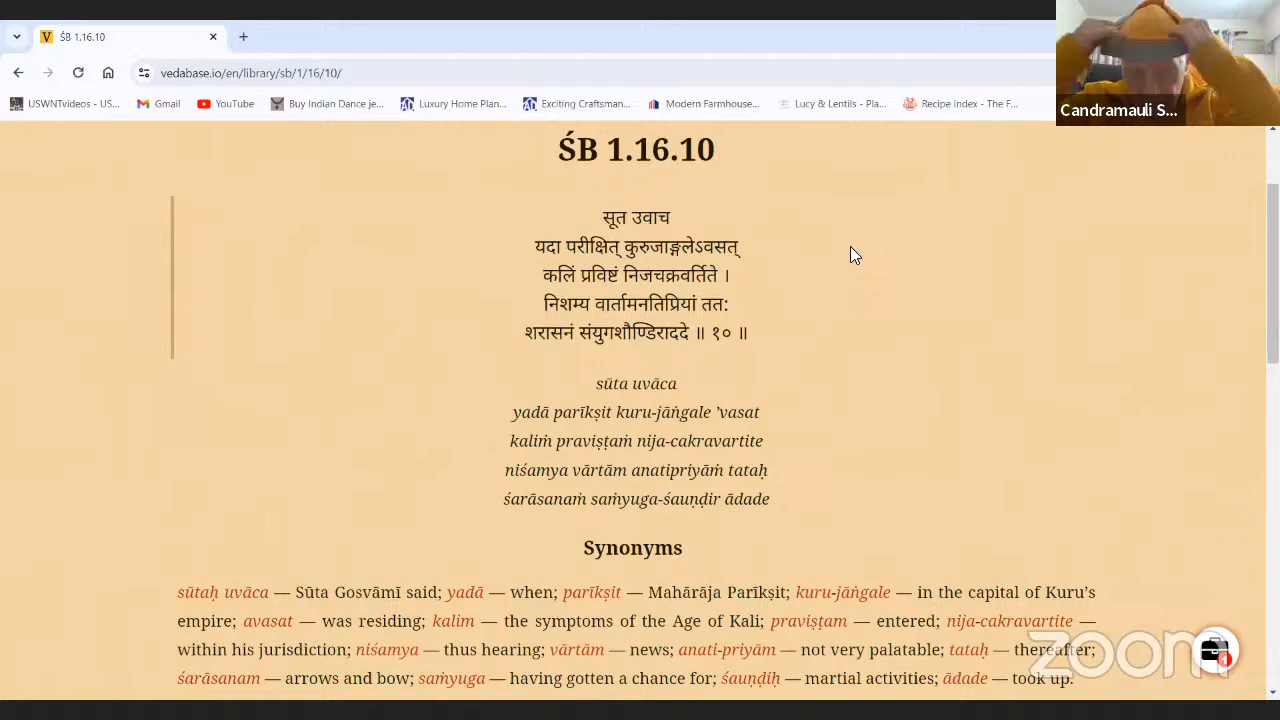 ŚB 1.16.10
vedabase.io/en/library/sb/1/16/10/
USWNTvideos - US...
Gmail
YouTube
Buy Indian Dance je...
Luxury Home Plan...
Exciting Craftsman...
Modern Farmhouse...
Lucy & Lentils - Pla...
Recipe Index - The F...
Candramauli S...
ŚB 1.16.10
सूत उवाच
यदा परीक्षित् कुरुजाङ्गलेऽवसत्
कलिं प्रविष्टं निजचक्रवर्तिते ।
निशम्य वार्तामनतिप्रियां तत:
शरासनं संयुगशौण्डिराददे ॥ १० ॥
sūta uvāca
yadā parīkṣit kuru-jāṅgale ’vasat
kaliṁ praviṣṭaṁ nija-cakravartite
niśamya vārtām anatipriyāṁ tataḥ
śarāsanaṁ saṁyuga-śauṇḍir ādade
Synonyms
sūtaḥ uvāca — Sūta Gosvāmī said; yadā — when; parīkṣit — Mahārāja Parīkṣit; kuru-jāṅgale — in the capital of Kuru’s
empire; avasat — was residing; kalim — the symptoms of the Age of Kali; praviṣṭam — entered; nija-cakravartite —
within his jurisdiction; niśamya — thus hearing; vārtām — news; anati-priyām — not very palatable; tataḥ — thereafter;
śarāsanam — arrows and bow; saṁyuga — having gotten a chance for; śauṇḍiḥ — martial activities; ādade — took up.
zoom